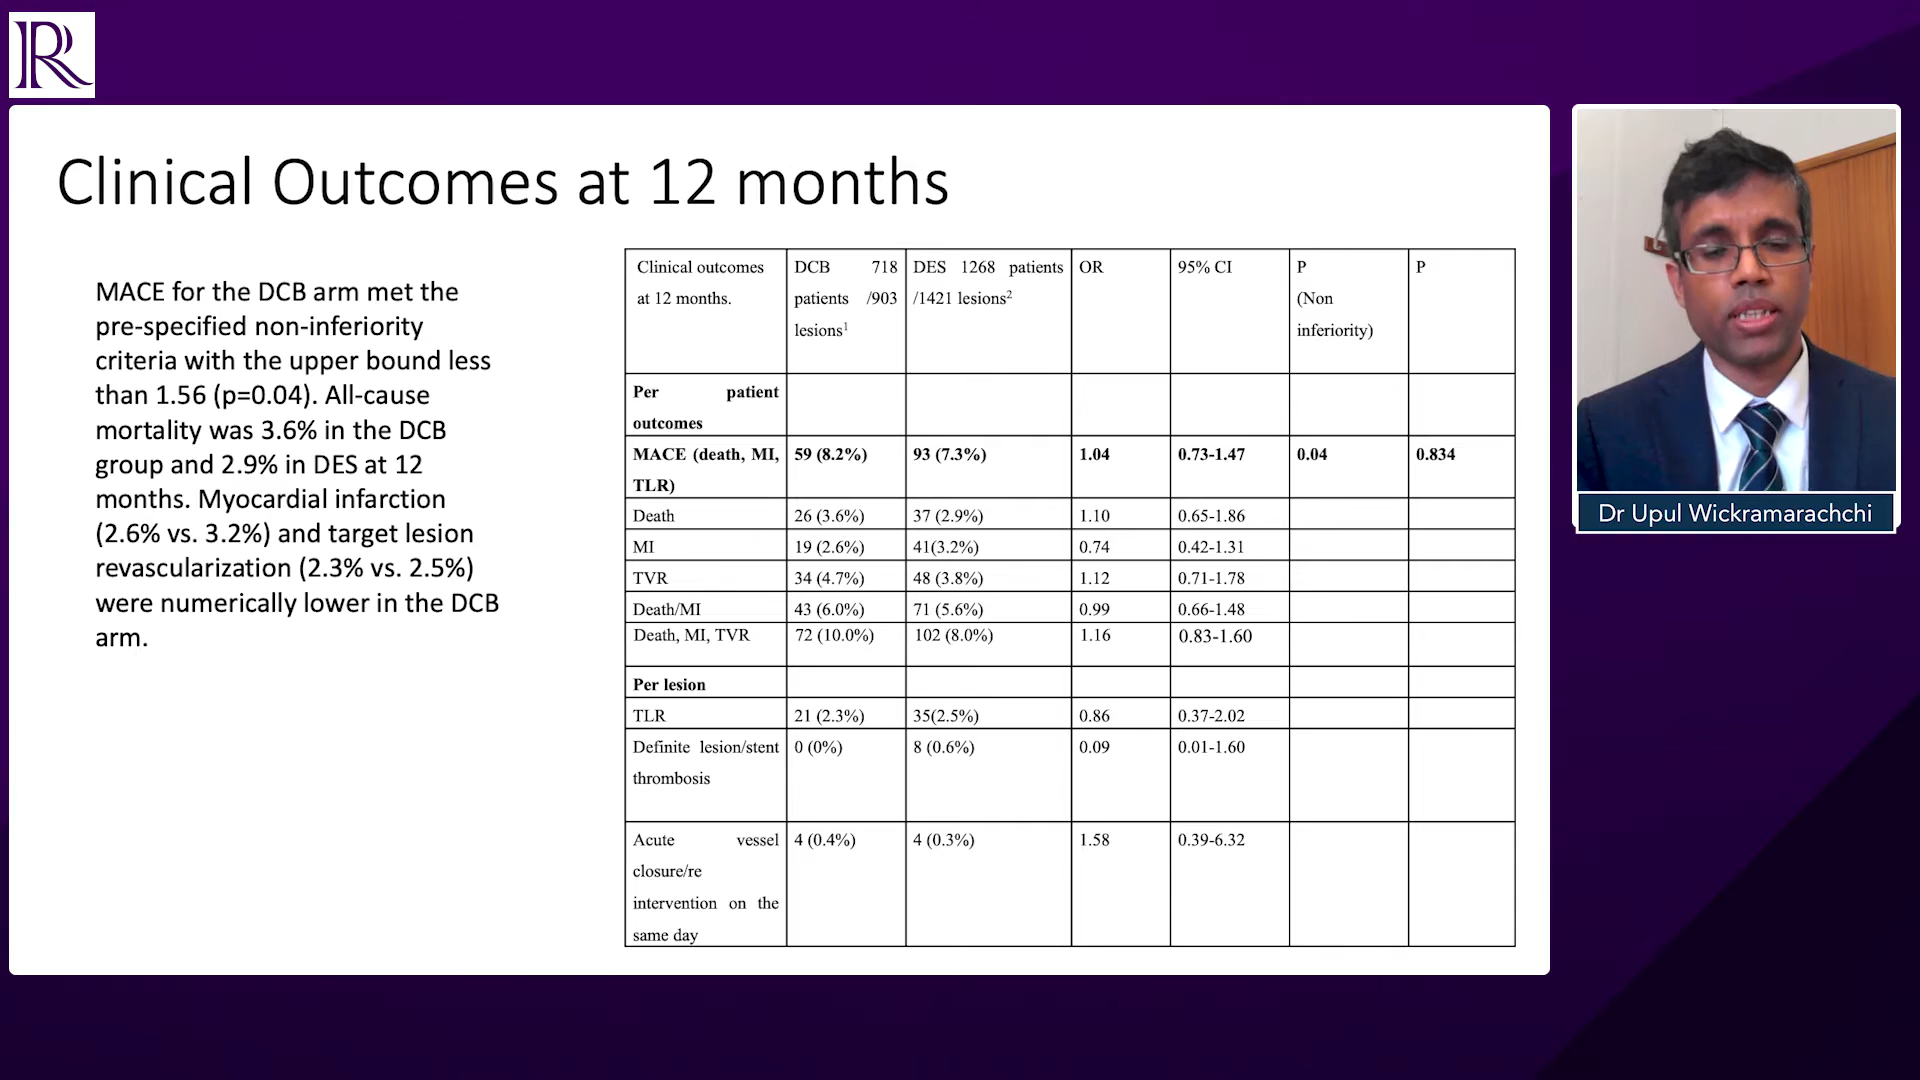 R
Clinical Outcomes at 12 months
MACE for the DCB arm met the
pre-specified non-inferiority
criteria with the upper bound less
than 1.56 (p=0.04). All-cause
mortality was 3.6% in the DCB
group and 2.9% in DES at 12
months. Myocardial infarction
(2.6% vs. 3.2%) and target lesion
revascularization (2.3% vs. 2.5%)
were numerically lower in the DCB
arm.
Clinical outcomes at 12 months. DCB 718 patients /903 lesions¹ DES 1268 patients /1421 lesions² OR 95% CI P (Non inferiority) P
Per patient outcomes
MACE (death, MI, TLR) 59 (8.2%) 93 (7.3%) 1.04 0.73-1.47 0.04 0.834
Death 26 (3.6%) 37 (2.9%) 1.10 0.65-1.86
MI 19 (2.6%) 41(3.2%) 0.74 0.42-1.31
TVR 34 (4.7%) 48 (3.8%) 1.12 0.71-1.78
Death/MI 43 (6.0%) 71 (5.6%) 0.99 0.66-1.48
Death, MI, TVR 72 (10.0%) 102 (8.0%) 1.16 0.83-1.60
Per lesion
TLR 21 (2.3%) 35(2.5%) 0.86 0.37-2.02
Definite lesion/stent thrombosis 0 (0%) 8 (0.6%) 0.09 0.01-1.60
Acute vessel closure/re intervention on the same day 4 (0.4%) 4 (0.3%) 1.58 0.39-6.32
Dr Upul Wickramarachchi